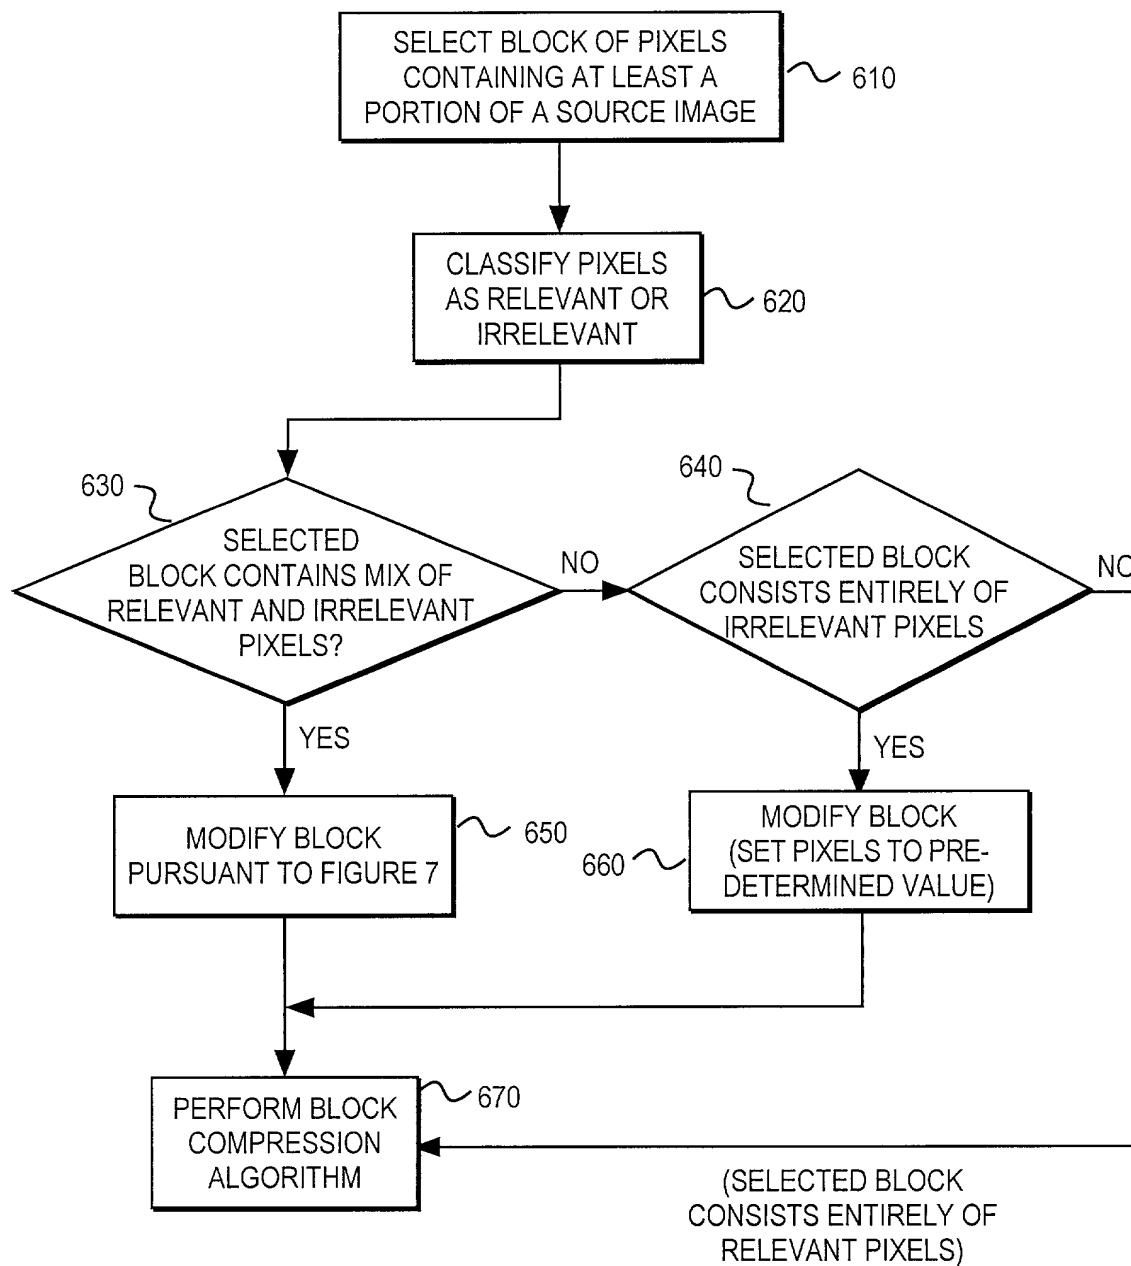 SELECT BLOCK OF PIXELS
CONTAINING AT LEAST A
PORTION OF A SOURCE IMAGE
610
CLASSIFY PIXELS
AS RELEVANT OR
IRRELEVANT
620
630
SELECTED
BLOCK CONTAINS MIX OF
RELEVANT AND IRRELEVANT
PIXELS?
NO
640
SELECTED BLOCK
CONSISTS ENTIRELY OF
IRRELEVANT PIXELS
NO
YES
YES
MODIFY BLOCK
PURSUANT TO FIGURE 7
650
660
MODIFY BLOCK
(SET PIXELS TO PRE-
DETERMINED VALUE)
PERFORM BLOCK
COMPRESSION
ALGORITHM
670
(SELECTED BLOCK
CONSISTS ENTIRELY OF
RELEVANT PIXELS)